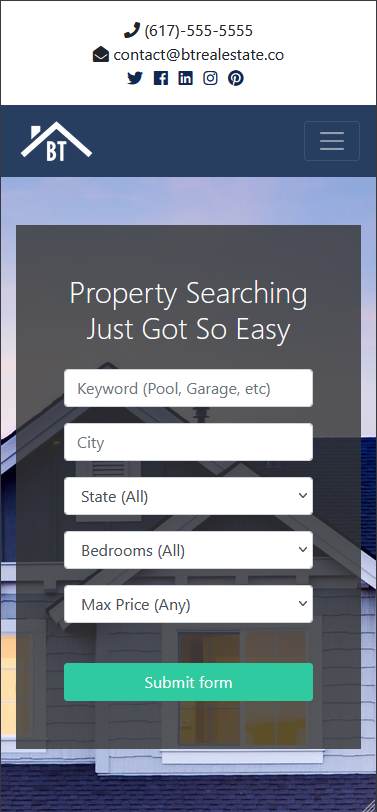 (617)-555-5555
contact@btrealestate.co
BT
Property Searching
Just Got So Easy
Keyword (Pool, Garage, etc)
City
State (All)
Bedrooms (All)
Max Price (Any)
Submit form